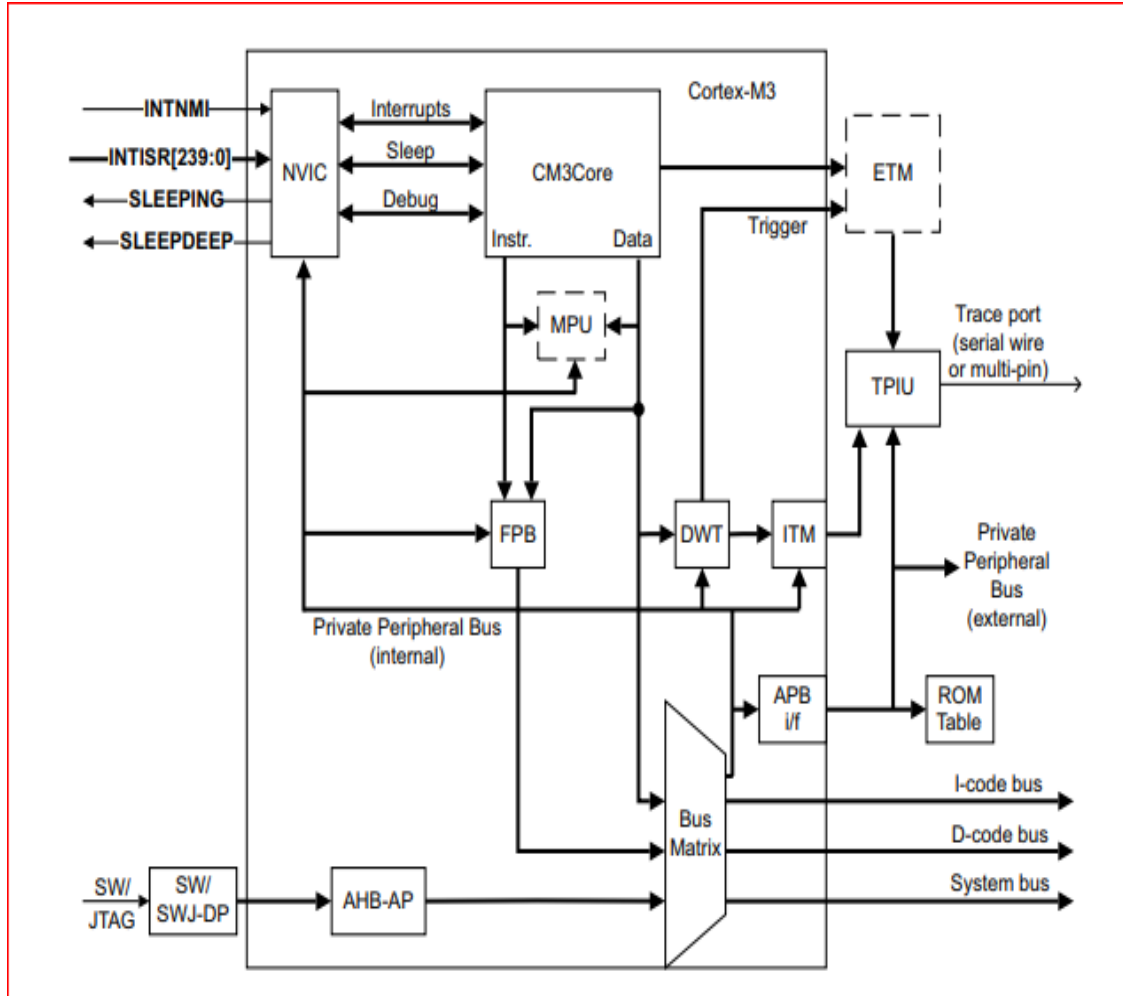 Cortex-M3
INTNMI
INTISR[239:0]
SLEEPING
SLEEPDEEP
NVIC
Interrupts
Sleep
Debug
CM3Core
Instr.
Data
ETM
Trigger
MPU
TPIU
Trace port
(serial wire
or multi-pin)
FPB
DWT
ITM
Private
Peripheral
Bus
(external)
Private Peripheral Bus
(internal)
APB
i/f
ROM
Table
Bus
Matrix
I-code bus
D-code bus
System bus
SW/
JTAG
SW/
SWJ-DP
AHB-AP